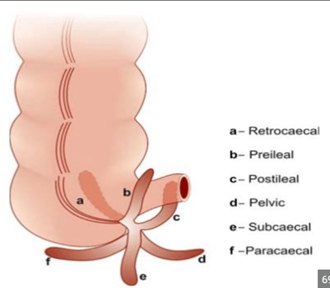 a– Retrocaecal
b– Preileal
c– Postileal
d– Pelvic
e– Subcaecal
f –Paracaecal
a
b
c
f
d
e